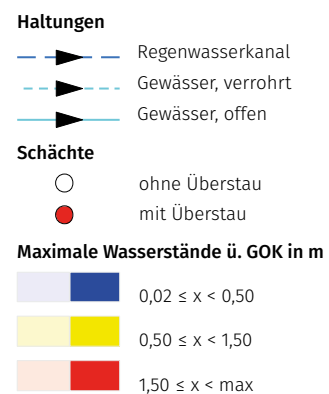 Haltungen
Regenwasserkanal
Gewässer, verrohrt
Gewässer, offen
Schächte
ohne Überstau
mit Überstau
Maximale Wasserstände ü. GOK in m
0,02 ≤ x < 0,50
0,50 ≤ x < 1,50
1,50 ≤ x < max